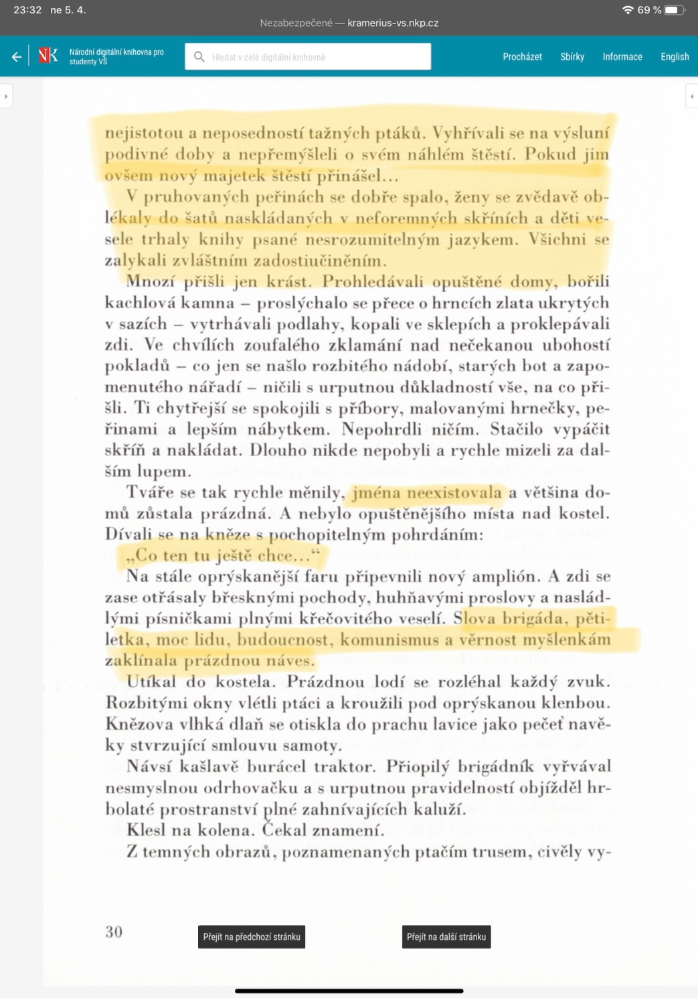 23:32 ne 5. 4.
69 %
Nezabezpečené — kramerius-vs.nkp.cz
NK
Národní digitální knihovna pro
studenty VŠ
Hledat v celé digitální knihovně
Procházet Sbírky Informace English
nejistotou a neposedností tažných ptáků. Vyhřívali se na výsluní
podivné doby a nepřemýšleli o svém náhlém štěstí. Pokud jim
ovšem nový majetek štěstí přinášel...
V pruhovaných peřinách se dobře spalo, ženy se zvědavě ob-
lékaly do šatů naskládaných v neforemných skříních a děti ve-
sele trhaly knihy psané nesrozumitelným jazykem. Všichni se
zalykali zvláštním zadostiučiněním.
Mnozí přišli jen krást. Prohledávali opuštěné domy, bořili
kachlová kamna – proslýchalo se přece o hrncích zlata ukrytých
v sazích – vytrhávali podlahy, kopali ve sklepích a proklepávali
zdi. Ve chvílích zoufalého zklamání nad nečekanou ubohostí
pokladů – co jen se našlo rozbitého nádobí, starých bot a zapo-
menutého nářadí – ničili s urputnou důkladností vše, na co při-
šli. Ti chytřejší se spokojili s příbory, malovanými hrnečky, pe-
řinami a lepším nábytkem. Nepohrdli ničím. Stačilo vypáčit
skříň a nakládat. Dlouho nikde nepobyli a rychle mizeli za dal-
ším lupem.
Tváře se tak rychle měnily, jména neexistovala a většina do-
mů zůstala prázdná. A nebylo opuštěnějšího místa nad kostel.
Dívali se na kněze s pochopitelným pohrdáním:
„Co ten tu ještě chce...“
Na stále oprýskanější faru připevnili nový amplión. A zdi se
zase otřásaly břesknými pochody, huhňavými proslovy a naslád-
lými písničkami plnými křečovitého veselí. Slova brigáda, pěti-
letka, moc lidu, budoucnost, komunismus a věrnost myšlenkám
zaklínala prázdnou náves.
Utíkal do kostela. Prázdnou lodí se rozléhal každý zvuk.
Rozbitými okny vlétli ptáci a kroužili pod oprýskanou klenbou.
Knězova vlhká dlaň se otiskla do prachu lavice jako pečeť navě-
ky stvrzující smlouvu samoty.
Návsí kašlavě burácel traktor. Přiopilý brigádník vyřvával
nesmyslnou odrhovačku a s urputnou pravidelností objížděl hr-
bolaté prostranství plné zahnívajících kaluží.
Klesl na kolena. Čekal znamení.
Z temných obrazů, poznamenaných ptačím trusem, civěly vy-
30
Přejít na předchozí stránku Přejít na další stránku